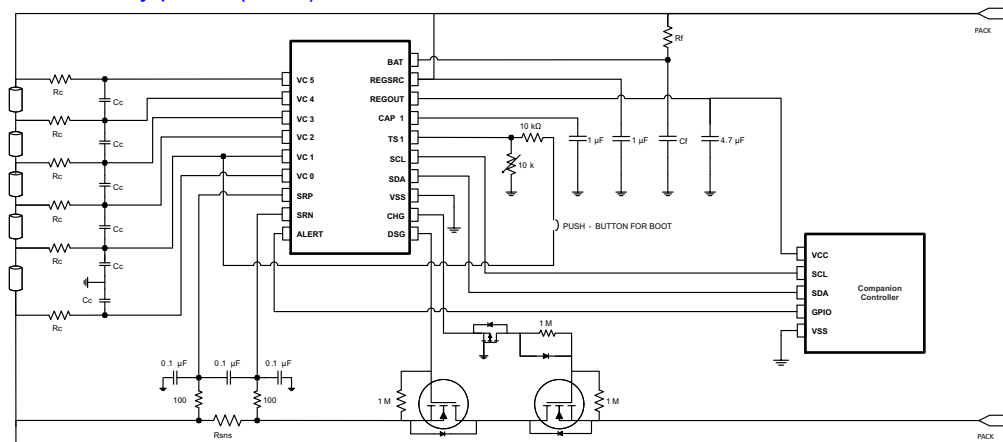 PACK
Rf
BAT
REGSRC
REGOUT
CAP 1
TS1
SCL
SDA
VSS
CHG
DSG
VC 5
VC 4
VC 3
VC 2
VC 1
VC 0
SRP
SRN
ALERT
Rc
Rc
Rc
Rc
Rc
Rc
Cc
Cc
Cc
Cc
Cc
Cc
10 kΩ
10 k
1 µF
1 µF
Cf
4.7 µF
PUSH - BUTTON FOR BOOT
VCC
SCL
SDA
GPIO
VSS
Companion
Controller
1 M
0.1 µF
0.1 µF
0.1 µF
100
100
1 M
1 M
Rsns
PACK